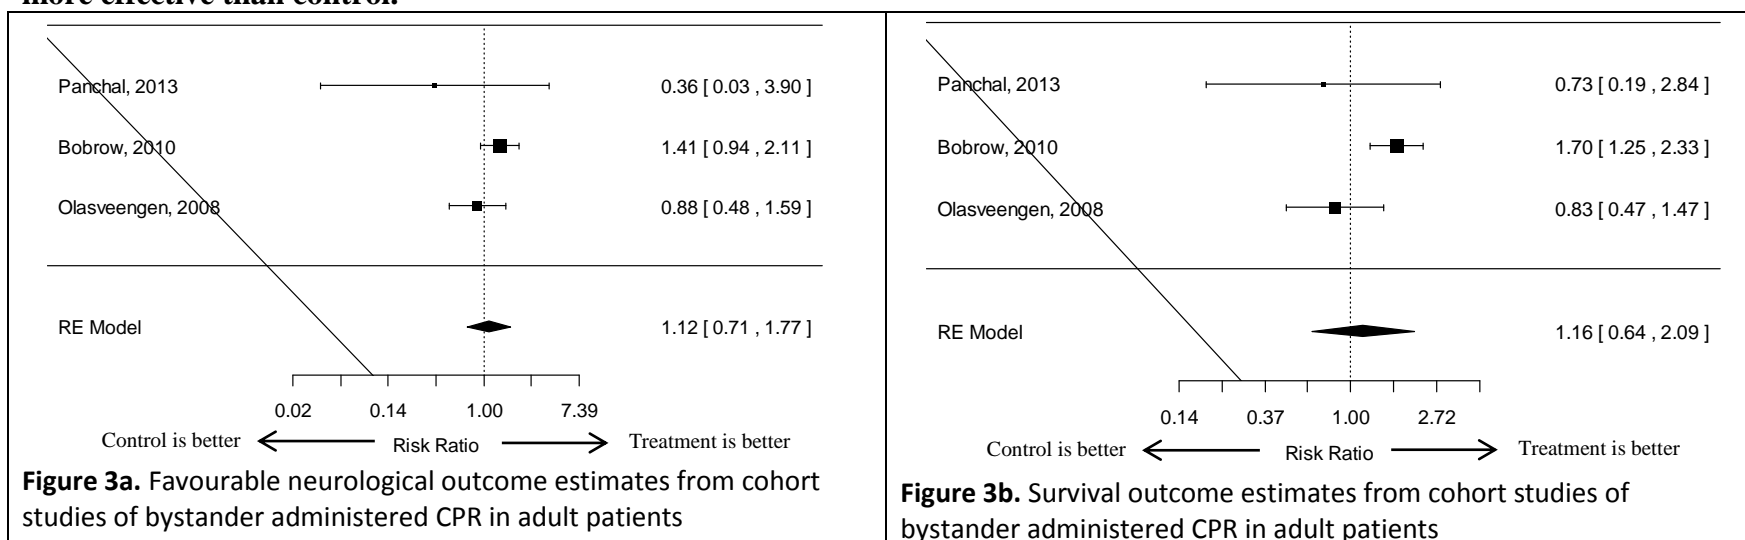 more effective than control.
Panchal, 2013 0.36 [ 0.03 , 3.90 ]
Bobrow, 2010 1.41 [ 0.94 , 2.11 ]
Olasveengen, 2008 0.88 [ 0.48 , 1.59 ]
RE Model 1.12 [ 0.71 , 1.77 ]
0.02 0.14 1.00 7.39
Control is better Risk Ratio Treatment is better
Figure 3a. Favourable neurological outcome estimates from cohort
studies of bystander administered CPR in adult patients
Panchal, 2013 0.73 [ 0.19 , 2.84 ]
Bobrow, 2010 1.70 [ 1.25 , 2.33 ]
Olasveengen, 2008 0.83 [ 0.47 , 1.47 ]
RE Model 1.16 [ 0.64 , 2.09 ]
0.14 0.37 1.00 2.72
Control is better Risk Ratio Treatment is better
Figure 3b. Survival outcome estimates from cohort studies of
bystander administered CPR in adult patients